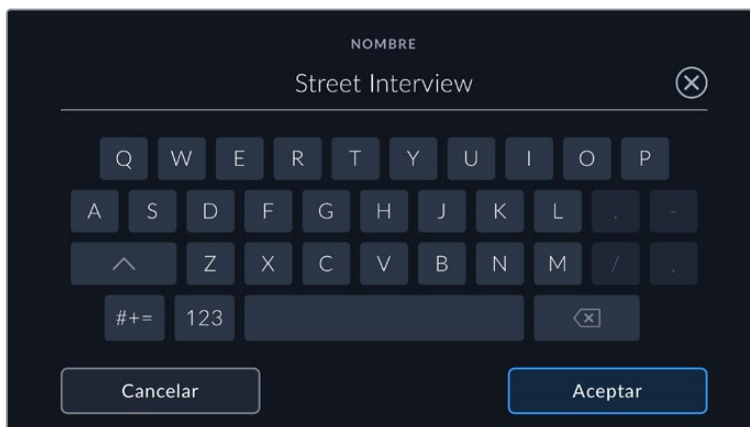 NOMBRE
Street Interview
Q W E R T Y U I O P
A S D F G H J K L . -
Z X C V B N M / ,
#+= 123
Cancelar Aceptar